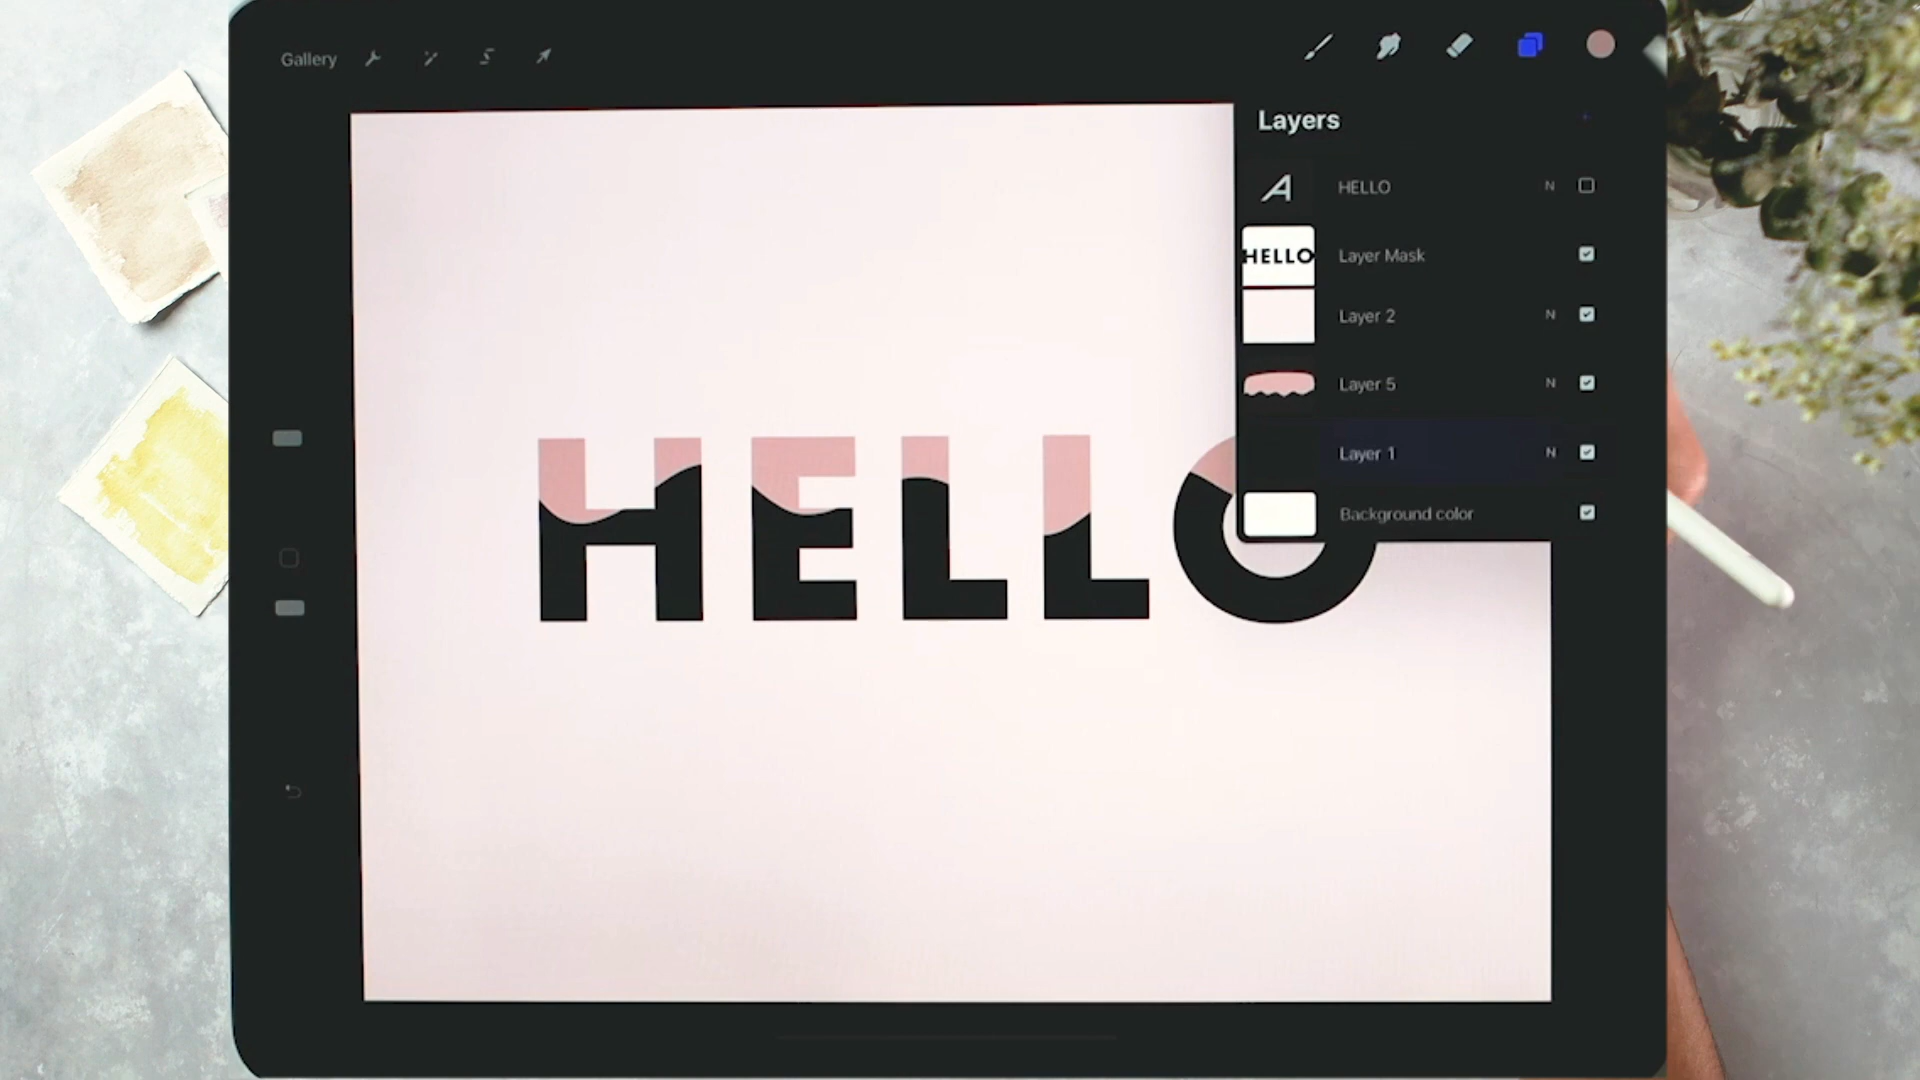 Gallery
Layers
A HELLO N
HELLO Layer Mask
Layer 2 N
Layer 5 N
Layer 1 N
Background color
HELLO